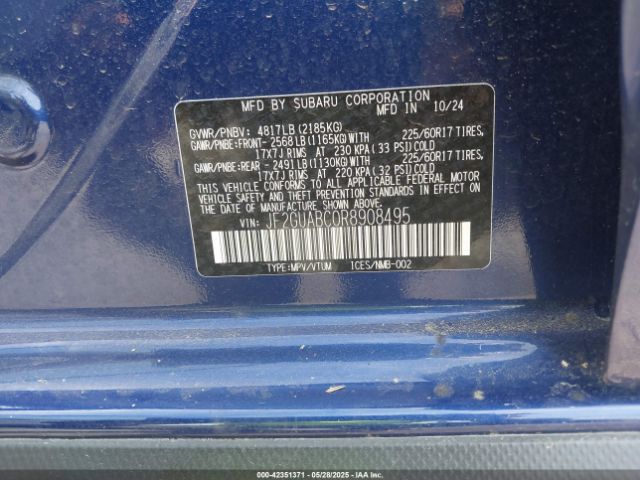 MFD BY SUBARU CORPORATION
MFD IN 10/24
GVWR/PNBV: 4817LB (2185KG)
GAWR/PNBE:FRONT- 2568LB(1165KG)WITH 225/60R17 TIRES,
17X7J RIMS AT 230 KPA (33 PSI)COLD
GAWR/PNBE:REAR - 2491LB(1130KG)WITH 225/60R17 TIRES,
17X7J RIMS AT 220 KPA (32 PSI)COLD
THIS VEHICLE CONFORMS TO ALL APPLICABLE FEDERAL MOTOR
VEHICLE SAFETY AND THEFT PREVENTION STANDARDS IN EFFECT
ON THE DATE OF MANUFACTURE SHOWN ABOVE.
VIN: JF2GUABC0R8908495
TYPE:MPV/VTUM ICES/NMB-002
000-42351371 - 05/28/2025 - IAAI.COM